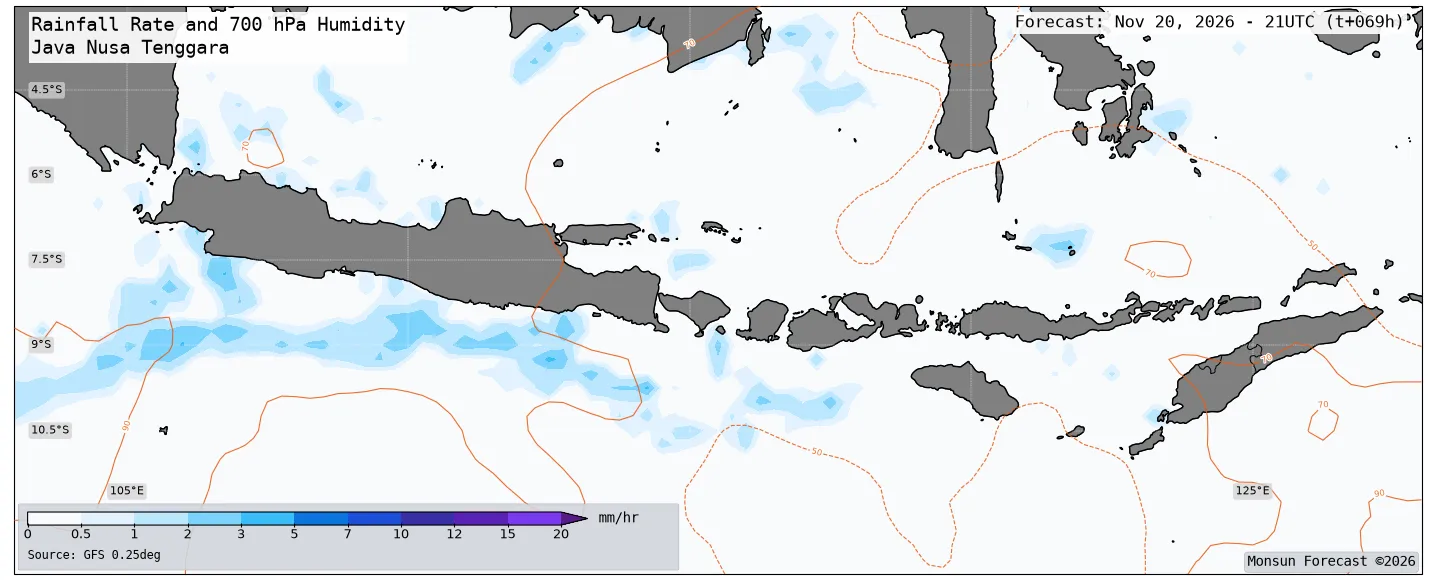 Rainfall Rate and 700 hPa Humidity
Java Nusa Tenggara
Forecast: Nov 20, 2026 - 21UTC (t+069h)
70
4.5°S
70
6°S
50
7.5°S
70
9°S
70
70
90
10.5°S
50
105°E
125°E
90
0 0.5 1 2 3 5 7 10 12 15 20
mm/hr
Source: GFS 0.25deg
Monsun Forecast ©2026